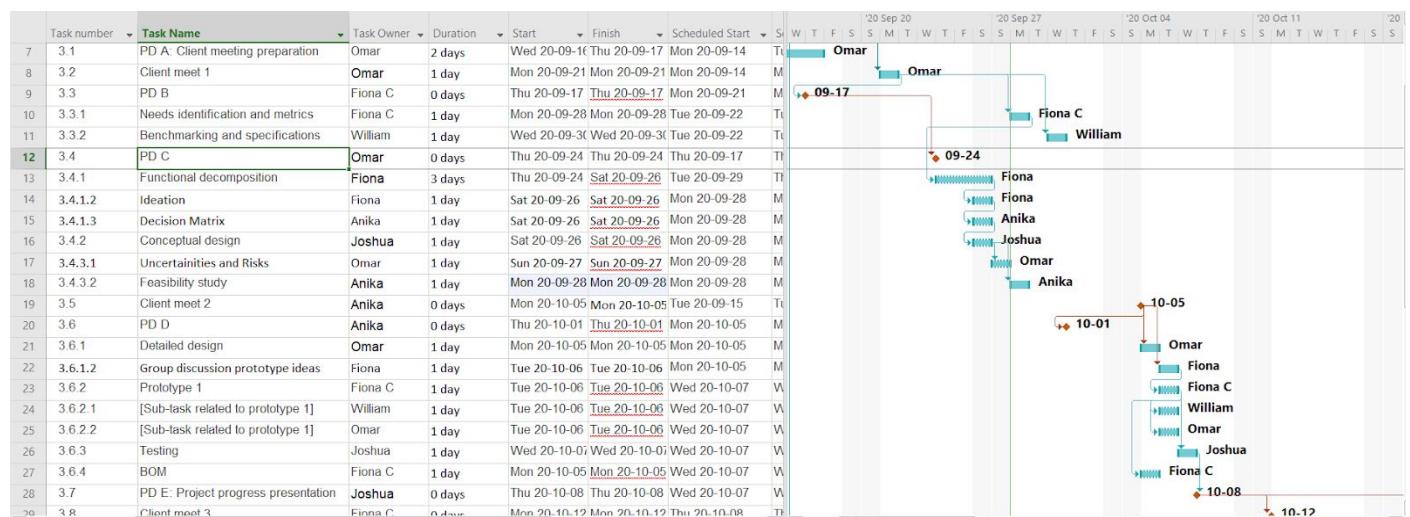 '20 Sep 20 '20 Sep 27 '20 Oct 04 '20 Oct 11 '20
Task number Task Name Task Owner Duration Start Finish Scheduled Start W T F S S M T W T F S S M T W T F S S M T W T F S S M T W T F S S
7 3.1 PD A: Client meeting preparation Omar 2 days Wed 20-09-16 Thu 20-09-17 Mon 20-09-14 Omar
8 3.2 Client meet 1 Omar 1 day Mon 20-09-21 Mon 20-09-21 Mon 20-09-14 M Omar
9 3.3 PD B Fiona C 0 days Thu 20-09-17 Thu 20-09-17 Mon 20-09-21 M 09-17
10 3.3.1 Needs identification and metrics Fiona C 1 day Mon 20-09-28 Mon 20-09-28 Tue 20-09-22 Fiona C
11 3.3.2 Benchmarking and specifications William 1 day Wed 20-09-30 Wed 20-09-30 Tue 20-09-22 William
12 3.4 PD C Omar 0 days Thu 20-09-24 Thu 20-09-24 Thu 20-09-17 09-24
13 3.4.1 Functional decomposition Fiona 3 days Thu 20-09-24 Sat 20-09-26 Tue 20-09-29 Fiona
14 3.4.1.2 Ideation Fiona 1 day Sat 20-09-26 Sat 20-09-26 Mon 20-09-28 M Fiona
15 3.4.1.3 Decision Matrix Anika 1 day Sat 20-09-26 Sat 20-09-26 Mon 20-09-28 M Anika
16 3.4.2 Conceptual design Joshua 1 day Sat 20-09-26 Sat 20-09-26 Mon 20-09-28 M Joshua
17 3.4.3.1 Uncertainities and Risks Omar 1 day Sun 20-09-27 Sun 20-09-27 Mon 20-09-28 M Omar
18 3.4.3.2 Feasibility study Anika 1 day Mon 20-09-28 Mon 20-09-28 Mon 20-09-28 M Anika
19 3.5 Client meet 2 Anika 0 days Mon 20-10-05 Mon 20-10-05 Tue 20-09-15 10-05
20 3.6 PD D Anika 0 days Thu 20-10-01 Thu 20-10-01 Mon 20-10-05 M 10-01
21 3.6.1 Detailed design Omar 1 day Mon 20-10-05 Mon 20-10-05 Mon 20-10-05 M Omar
22 3.6.1.2 Group discussion prototype ideas Fiona 1 day Tue 20-10-06 Tue 20-10-06 Mon 20-10-05 M Fiona
23 3.6.2 Prototype 1 Fiona C 1 day Tue 20-10-06 Tue 20-10-06 Wed 20-10-07 W Fiona C
24 3.6.2.1 [Sub-task related to prototype 1] William 1 day Tue 20-10-06 Tue 20-10-06 Wed 20-10-07 W William
25 3.6.2.2 [Sub-task related to prototype 1] Omar 1 day Tue 20-10-06 Tue 20-10-06 Wed 20-10-07 W Omar
26 3.6.3 Testing Joshua 1 day Wed 20-10-07 Wed 20-10-07 Wed 20-10-07 W Joshua
27 3.6.4 BOM Fiona C 1 day Mon 20-10-05 Mon 20-10-05 Wed 20-10-07 W Fiona C
28 3.7 PD E: Project progress presentation Joshua 0 days Thu 20-10-08 Thu 20-10-08 Wed 20-10-07 W 10-08
29 3.8 Client meet 3 Fiona C 0 days Mon 20-10-12 Mon 20-10-12 Thu 20-10-08 10-12